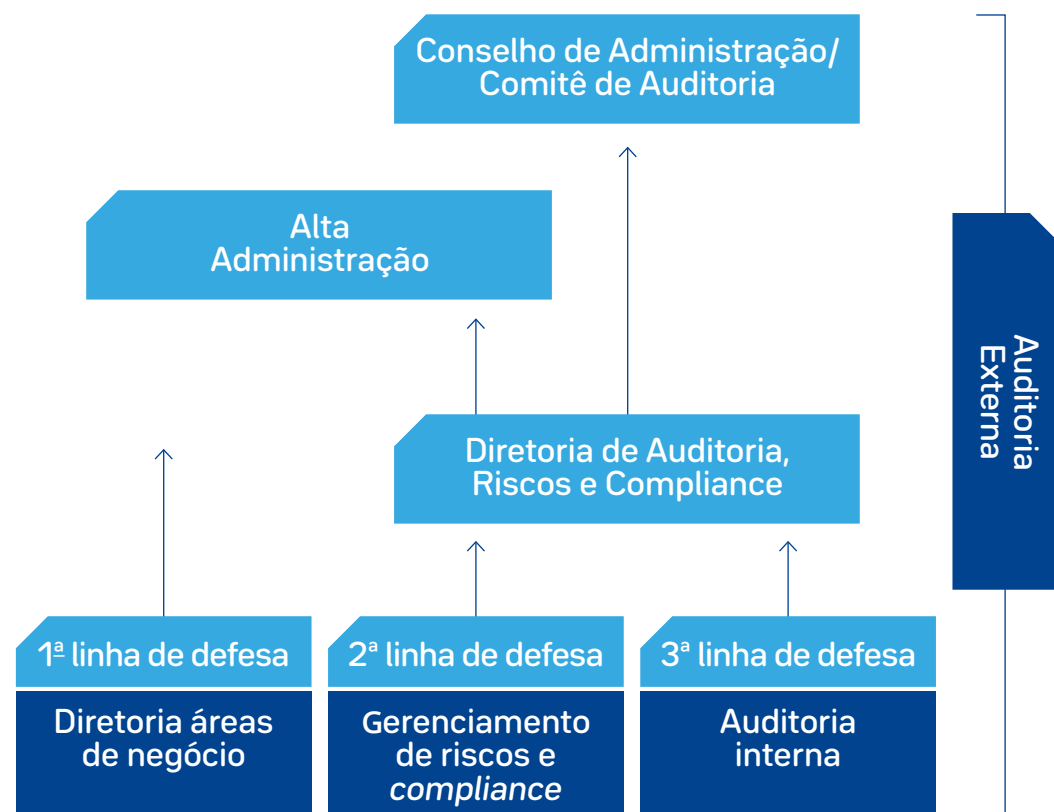 Conselho de Administração/
Comitê de Auditoria
Alta
Administração
Auditoria
Externa
Diretoria de Auditoria,
Riscos e Compliance
1ª linha de defesa
2ª linha de defesa
3ª linha de defesa
Diretoria áreas
de negócio
Gerenciamento
de riscos e
compliance
Auditoria
interna